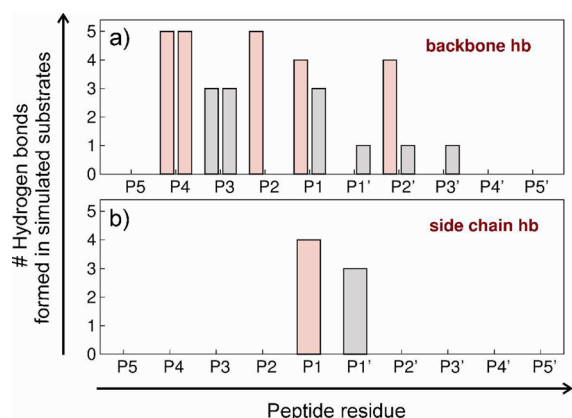 a)
backbone hb
5
4
3
2
1
0
P5 P4 P3 P2 P1 P1' P2' P3' P4' P5'
b)
side chain hb
5
4
3
2
1
0
P5 P4 P3 P2 P1 P1' P2' P3' P4' P5'
# Hydrogen bonds
formed in simulated substrates
Peptide residue